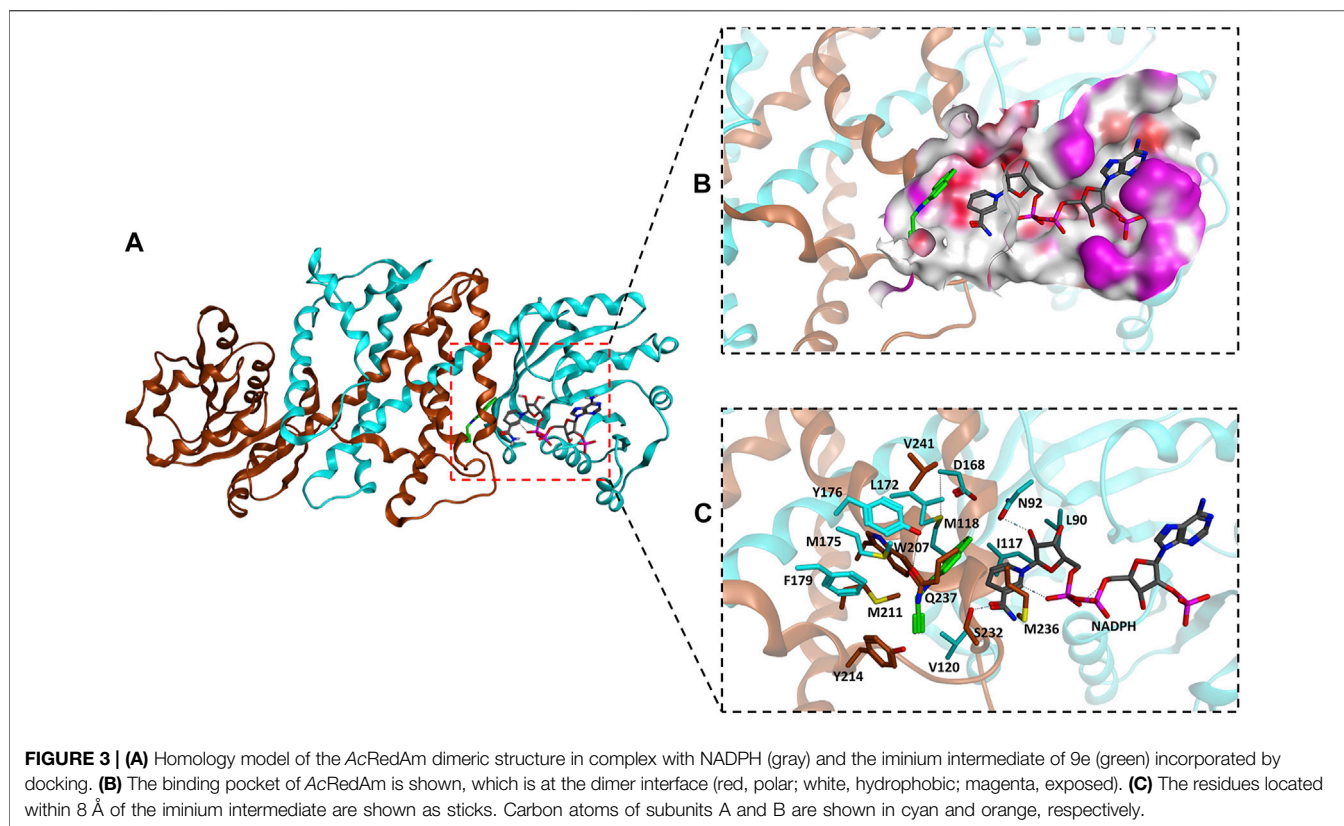 A
B
C
V241
D168
L172
Y176
N92
L90
M118
M175
W207
I117
F179
Q237
M211
S232
M236
NADPH
V120
Y214
FIGURE 3 | (A) Homology model of the AcRedAm dimeric structure in complex with NADPH (gray) and the iminium intermediate of 9e (green) incorporated by
docking. (B) The binding pocket of AcRedAm is shown, which is at the dimer interface (red, polar; white, hydrophobic; magenta, exposed). (C) The residues located
within 8 Å of the iminium intermediate are shown as sticks. Carbon atoms of subunits A and B are shown in cyan and orange, respectively.